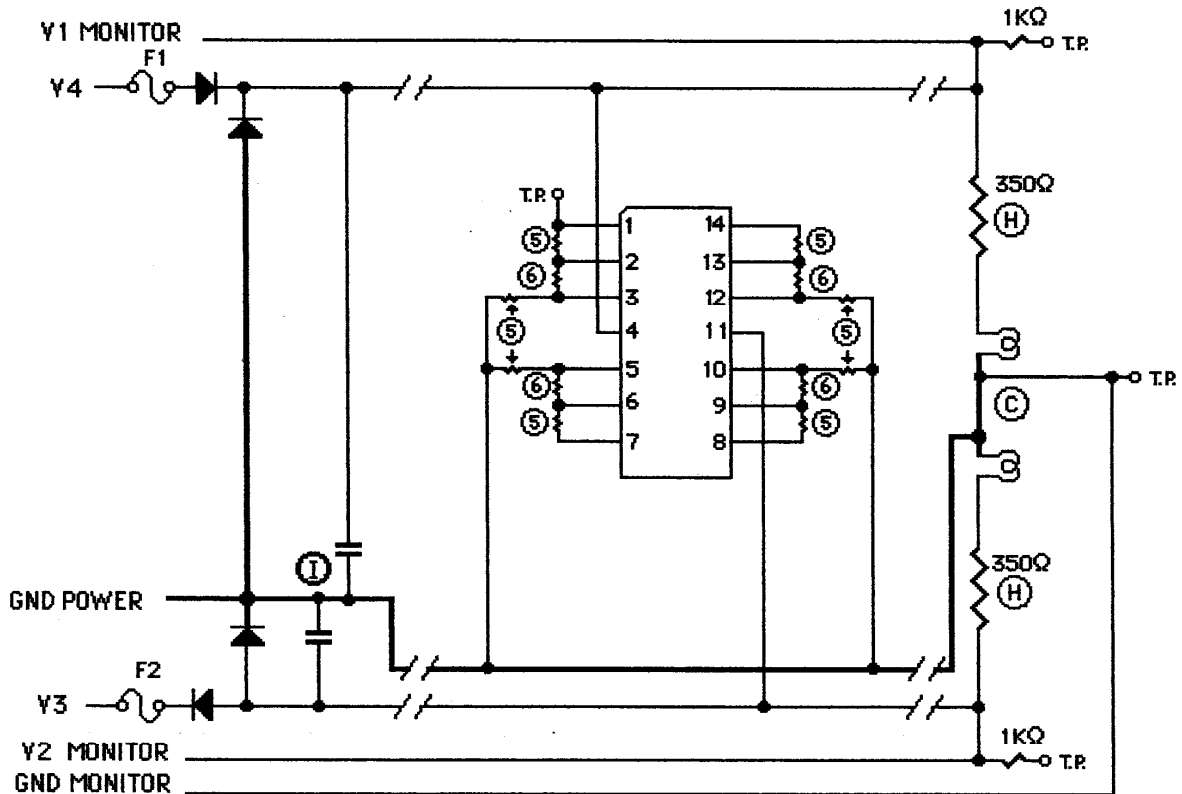 V1 MONITOR
1KΩ
T.P.
F1
V4
350Ω
H
T.P.
1 14
5 5
2 13
6 6
3 12
5 5
4 11
5 10
6 6
6 9
5 5
7 8
T.P.
C
I
350Ω
H
GND POWER
F2
V3
1KΩ
V2 MONITOR
T.P.
GND MONITOR